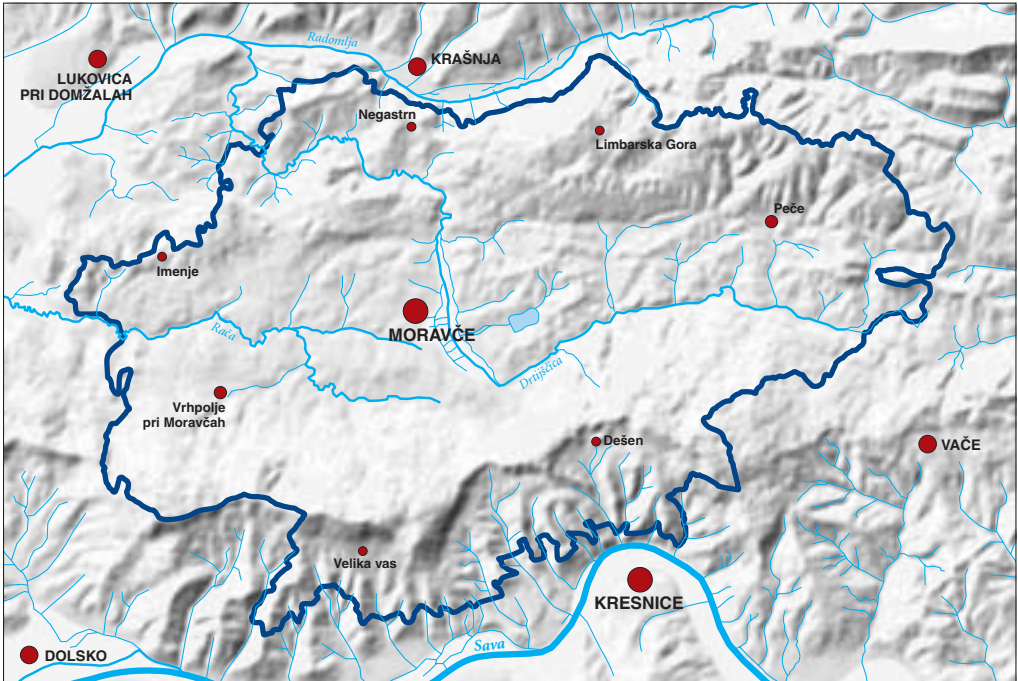 Radomlja
KRAŠNJA
LUKOVICA
PRI DOMŽALAH
Negastrn
Limbarska Gora
Peče
Imenje
MORAVČE
Rača
Drtijščica
Vrhpolje
pri Moravčah
Dešen
VAČE
Velika vas
KRESNICE
Sava
DOLSKO